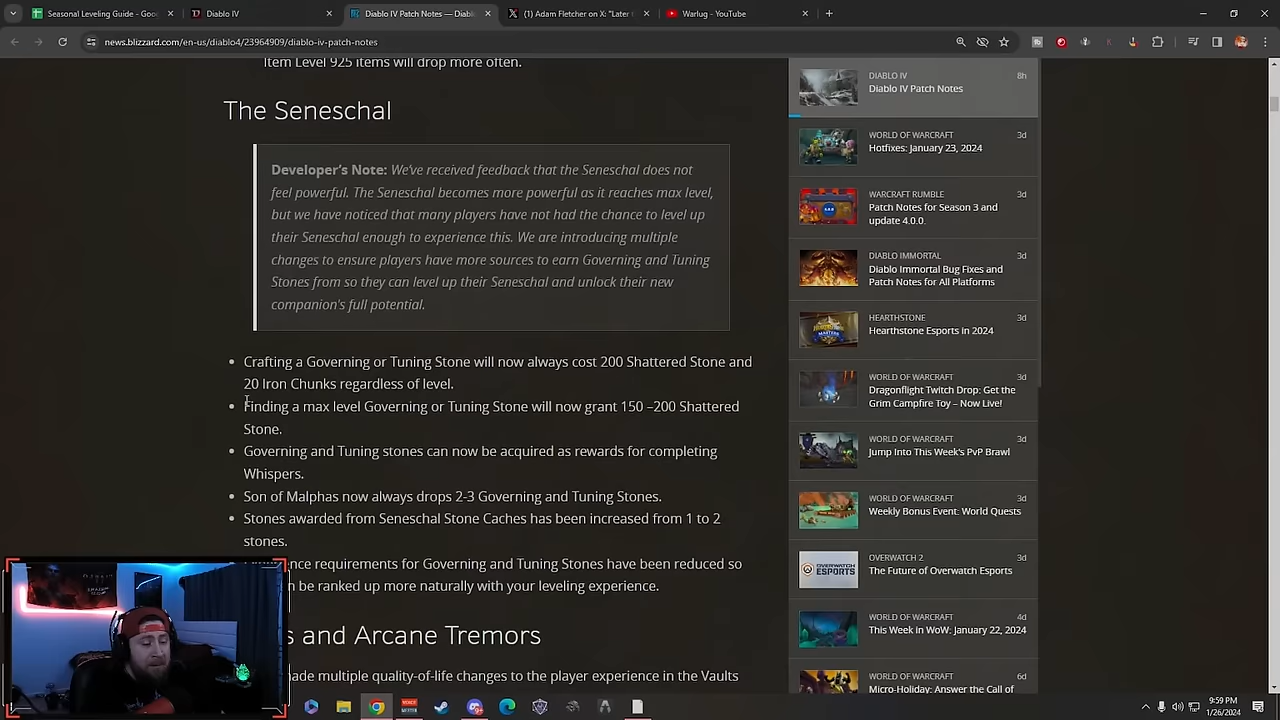 Seasonal Leveling Guide - Goo
Diablo IV
Diablo IV Patch Notes — Diabl
(1) Adam Fletcher on X: "Later t
Warlug - YouTube
news.blizzard.com/en-us/diablo4/23964909/diablo-iv-patch-notes
Item Level 925 items will drop more often.
The Seneschal
Developer's Note: We've received feedback that the Seneschal does not
feel powerful. The Seneschal becomes more powerful as it reaches max level,
but we have noticed that many players have not had the chance to level up
their Seneschal enough to experience this. We are introducing multiple
changes to ensure players have more sources to earn Governing and Tuning
Stones from so they can level up their Seneschal and unlock their new
companion's full potential.
Crafting a Governing or Tuning Stone will now always cost 200 Shattered Stone and
20 Iron Chunks regardless of level.
Finding a max level Governing or Tuning Stone will now grant 150 –200 Shattered
Stone.
Governing and Tuning stones can now be acquired as rewards for completing
Whispers.
Son of Malphas now always drops 2-3 Governing and Tuning Stones.
Stones awarded from Seneschal Stone Caches has been increased from 1 to 2
stones.
requirements for Governing and Tuning Stones have been reduced so
be ranked up more naturally with your leveling experience.
and Arcane Tremors
multiple quality-of-life changes to the player experience in the Vaults
DIABLO IV 8h
Diablo IV Patch Notes
WORLD OF WARCRAFT 3d
Hotfixes: January 23, 2024
WARCRAFT RUMBLE 3d
Patch Notes for Season 3 and
update 4.0.0.
DIABLO IMMORTAL 3d
Diablo Immortal Bug Fixes and
Patch Notes for All Platforms
HEARTHSTONE 3d
Hearthstone Esports in 2024
WORLD OF WARCRAFT 3d
Dragonflight Twitch Drop: Get the
Grim Campfire Toy – Now Live!
WORLD OF WARCRAFT 3d
Jump Into This Week's PvP Brawl
WORLD OF WARCRAFT 3d
Weekly Bonus Event: World Quests
OVERWATCH 2 3d
The Future of Overwatch Esports
OVERWATCH
ESPORTS
WORLD OF WARCRAFT 4d
This Week in WoW: January 22, 2024
WORLD OF WARCRAFT 6d
Micro-Holiday: Answer the Call of
9:59 PM
1/26/2024